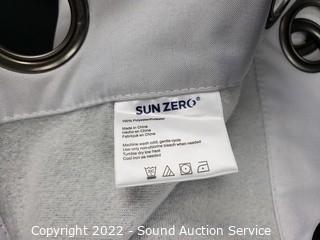 SUN ZERO®
100% Polyester/Poliester
Made in China
Hecho en China
Fabriqué en Chine
Machine wash cold, gentle cycle
Use only non-chlorine bleach when needed
Tumble dry low heat
Cool iron as needed
Copyright 2022 - Sound Auction Service